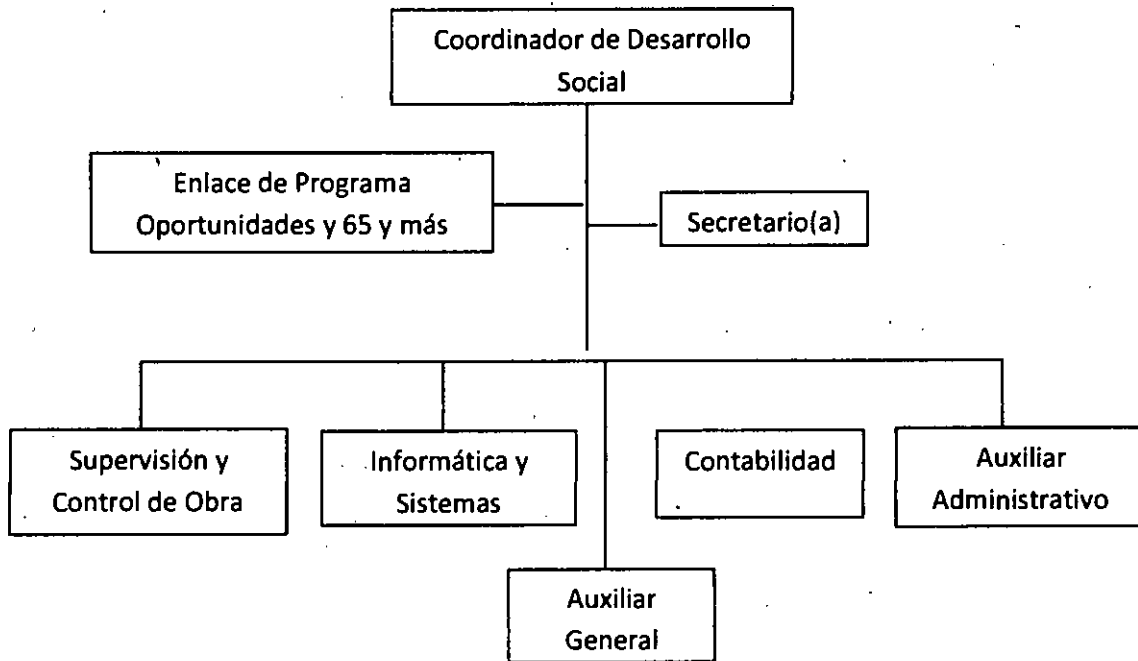 Coordinador de Desarrollo
Social
Enlace de Programa
Oportunidades y 65 y más
Secretario(a)
Supervisión y
Control de Obra
Informática y
Sistemas
Contabilidad
Auxiliar
Administrativo
Auxiliar
General